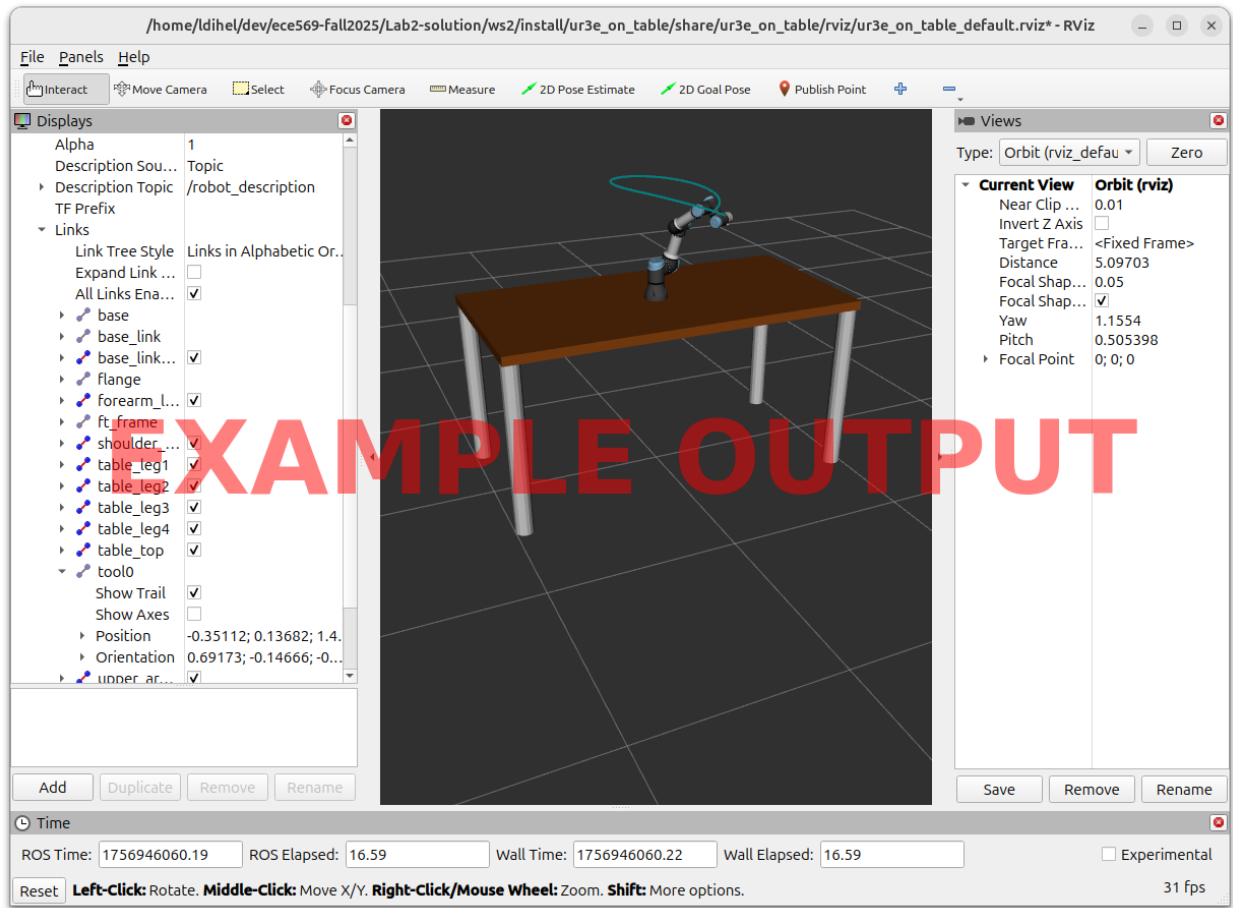 /home/ldihel/dev/ece569-fall2025/Lab2-solution/ws2/install/ur3e_on_table/share/ur3e_on_table/rviz/ur3e_on_table_default.rviz* - RViz
File Panels Help
Interact Move Camera Select Focus Camera Measure 2D Pose Estimate 2D Goal Pose Publish Point
Displays
Alpha 1
Description Sou... Topic
Description Topic /robot_description
TF Prefix
Links
Link Tree Style Links in Alphabetic Or...
Expand Link ...
All Links Ena...
base
base_link
base_link...
flange
forearm_l...
ft_frame
shoulder_...
table_leg1
table_leg2
table_leg3
table_leg4
table_top
tool0
Show Trail
Show Axes
Position -0.35112; 0.13682; 1.4...
Orientation 0.69173; -0.14666; -0...
upper_ar...
Add Duplicate Remove Rename
EXAMPLE OUTPUT
Views
Type: Orbit (rviz_defau Zero
Current View Orbit (rviz)
Near Clip ... 0.01
Invert Z Axis
Target Fra... <Fixed Frame>
Distance 5.09703
Focal Shap... 0.05
Focal Shap...
Yaw 1.1554
Pitch 0.505398
Focal Point 0; 0; 0
Save Remove Rename
Time
ROS Time: 1756946060.19 ROS Elapsed: 16.59 Wall Time: 1756946060.22 Wall Elapsed: 16.59 Experimental
Reset Left-Click: Rotate. Middle-Click: Move X/Y. Right-Click/Mouse Wheel: Zoom. Shift: More options. 31 fps